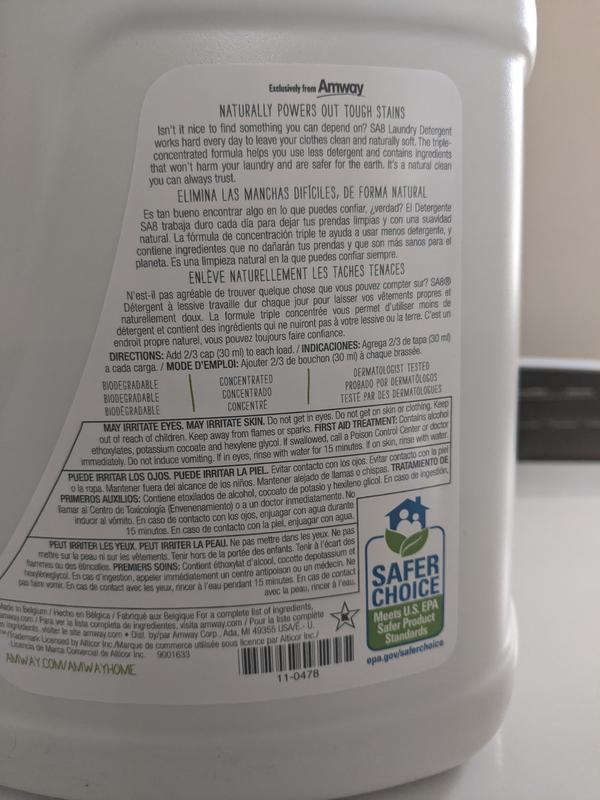 Exclusively from Amway
NATURALLY POWERS OUT TOUGH STAINS
Isn't it nice to find something you can depend on? SA8 Laundry Detergent
works hard every day to leave your clothes clean and naturally soft. The triple-
concentrated formula helps you use less detergent and contains ingredients
that won't harm your laundry and are safer for the earth. It's a natural clean
you can always trust.
ELIMINA LAS MANCHAS DIFÍCILES, DE FORMA NATURAL
Es tan bueno encontrar algo en lo que puedes confiar, ¿verdad? El Detergente
SA8 trabaja duro cada día para dejar tus prendas limpias y con una suavidad
natural. La fórmula de concentración triple te ayuda a usar menos detergente, y
contiene ingredientes que no dañarán tus prendas y que son más sanos para el
planeta. Es una limpieza natural en la que puedes confiar siempre.
ENLÈVE NATURELLEMENT LES TACHES TENACES
N'est-il pas agréable de trouver quelque chose que vous pouvez compter sur? SA8®
Détergent à lessive travaille dur chaque jour pour laisser vos vêtements propres et
naturellement doux. La formule triple concentrée vous permet d'utiliser moins de
détergent et contient des ingrédients qui ne nuiront pas à votre lessive ou la terre. C'est un
endroit propre naturel, vous pouvez toujours faire confiance.
DIRECTIONS: Add 2/3 cap (30 ml) to each load. / INDICACIONES: Agrega 2/3 de tapa (30 ml)
a cada carga. / MODE D'EMPLOI: Ajouter 2/3 de bouchon (30 ml) à chaque brassée.
BIODEGRADABLE
BIODEGRADABLE
BIODÉGRADABLE
CONCENTRATED
CONCENTRADO
CONCENTRÉ
DERMATOLOGIST TESTED
PROBADO POR DERMATÓLOGOS
TESTÉ PAR DES DERMATOLOGUES
MAY IRRITATE EYES. MAY IRRITATE SKIN. Do not get in eyes. Do not get on skin or clothing. Keep
out of reach of children. Keep away from flames or sparks. FIRST AID TREATMENT: Contains alcohol
ethoxylates, potassium cocoate and hexylene glycol. If swallowed, call a Poison Control Center or doctor
immediately. Do not induce vomiting. If in eyes, rinse with water for 15 minutes. If on skin, rinse with water.
PUEDE IRRITAR LOS OJOS. PUEDE IRRITAR LA PIEL. Evitar contacto con los ojos. Evitar contacto con la piel
o la ropa. Mantener fuera del alcance de los niños. Mantener alejado de llamas o chispas. TRATAMIENTO DE
PRIMEROS AUXILIOS: Contiene etoxilados de alcohol, cocoato de potasio y hexileno glicol. En caso de ingestión,
llamar al Centro de Toxicología (Envenenamiento) o a un doctor inmediatamente. No
inducir al vómito. En caso de contacto con los ojos, enjuagar con agua durante
15 minutos. En caso de contacto con la piel, enjuagar con agua.
PEUT IRRITER LES YEUX. PEUT IRRITER LA PEAU. Ne pas mettre dans les yeux. Ne pas
mettre sur la peau ni sur les vêtements. Tenir hors de la portée des enfants. Tenir à l'écart des
flammes ou des étincelles. PREMIERS SOINS: Contient éthoxylat d'alcool, cocotte depotassium et
hexylèneglycol. En cas d'ingestion, appeler immédiatement un centre antipoison ou un médecin. Ne
pas faire vomir. En cas de contact avec les yeux, rincer à l'eau pendant 15 minutes. En cas de contact
avec la peau, rincer à l'eau.
Made in Belgium / Hecho en Bélgica / Fabriqué aux Belgique For a complete list of ingredients,
amway.com / Para ver la lista completa de ingredientes, visita amway.com / Pour la liste complète
ingrédients, visiter le site amway.com • Dist. by/par Amway Corp., Ada, MI 49355 USA/É.- U.
Trademark Licensed by Alticor Inc./Marque de commerce utilisée sous licence par Alticor Inc./
Licencia de Marca Comercial de Alticor Inc. 9001633
AMWAY.COM/AMWAYHOME
11-0478
SAFER
CHOICE
Meets U.S. EPA
Safer Product
Standards
epa.gov/saferchoice